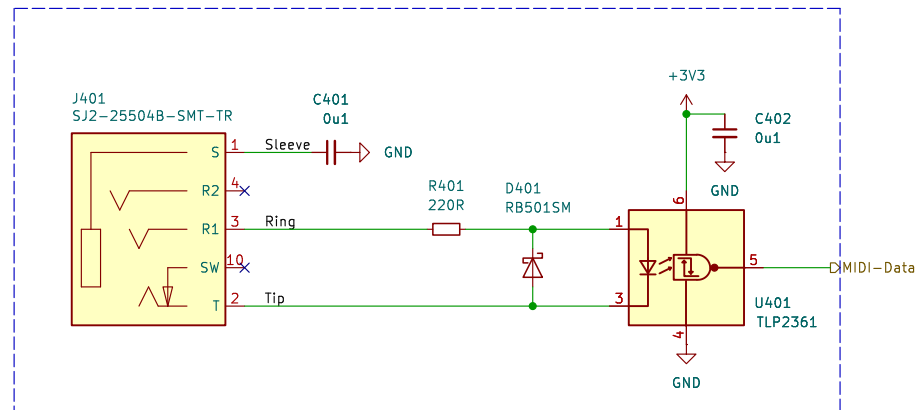 +3V3
J401
SJ2-25504B-SMT-TR
C401
0u1
C402
0u1
S
1
Sleeve
GND
R2
4
GND
R401
220R
D401
RB501SM
6
R1
3
Ring
1
SW
10
5
MIDI-Data
T
2
Tip
3
U401
TLP2361
4
GND